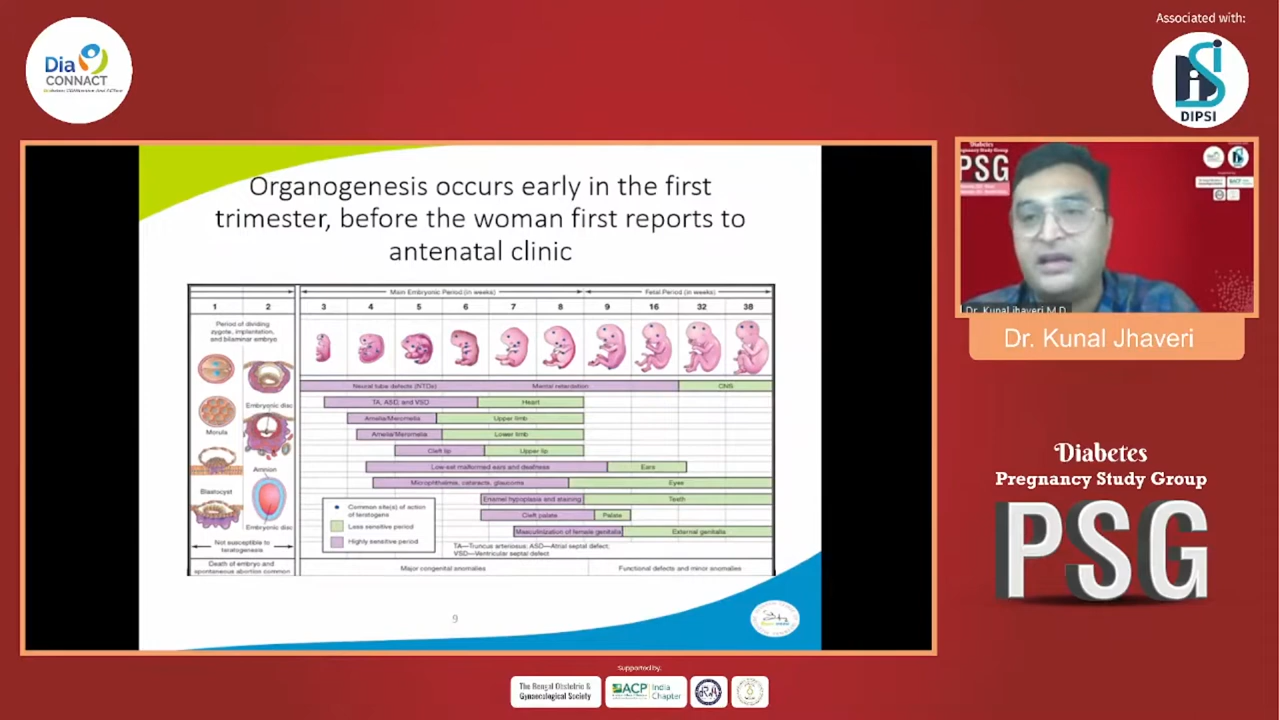 Associated with:
Dia
CONNACT
DIPSI
Organogenesis occurs early in the first
trimester, before the woman first reports to
antenatal clinic
Main Embryonic Period (in weeks)
Fetal Period (in weeks)
1 2 3 4 5 6 7 8 9 16 32 38
Period of dividing
zygote, implantation,
and bilaminar embryo
Embryonic disc
Morula
Amnion
Blastocyst
Embryonic disc
Neural tube defects (NTDs) Mental retardation CNS
TA, ASD, and VSD Heart
Amelia/Meromelia Upper limb
Amelia/Meromelia Lower limb
Cleft lip Upper lip
Low-set malformed ears and deafness Ears
Microphthalmia, cataracts, glaucoma Eyes
Enamel hypoplasia and staining Teeth
Cleft palate Palate
Masculinization of female genitalia External genitalia
Common site(s) of action
of teratogens
Less sensitive period
Highly sensitive period
TA—Truncus arteriosus; ASD—Atrial septal defect;
VSD—Ventricular septal defect
Not susceptible to
teratogenesis
Death of embryo and
spontaneous abortion common
Major congenital anomalies
Functional defects and minor anomalies
9
Diabetes
PSG
Dr. Kunal jhaveri M.D
Dr. Kunal Jhaveri
Diabetes
Pregnancy Study Group
PSG
Supported by,
The Bengal Obstetric &
Gynaecological Society
ACP India
Chapter